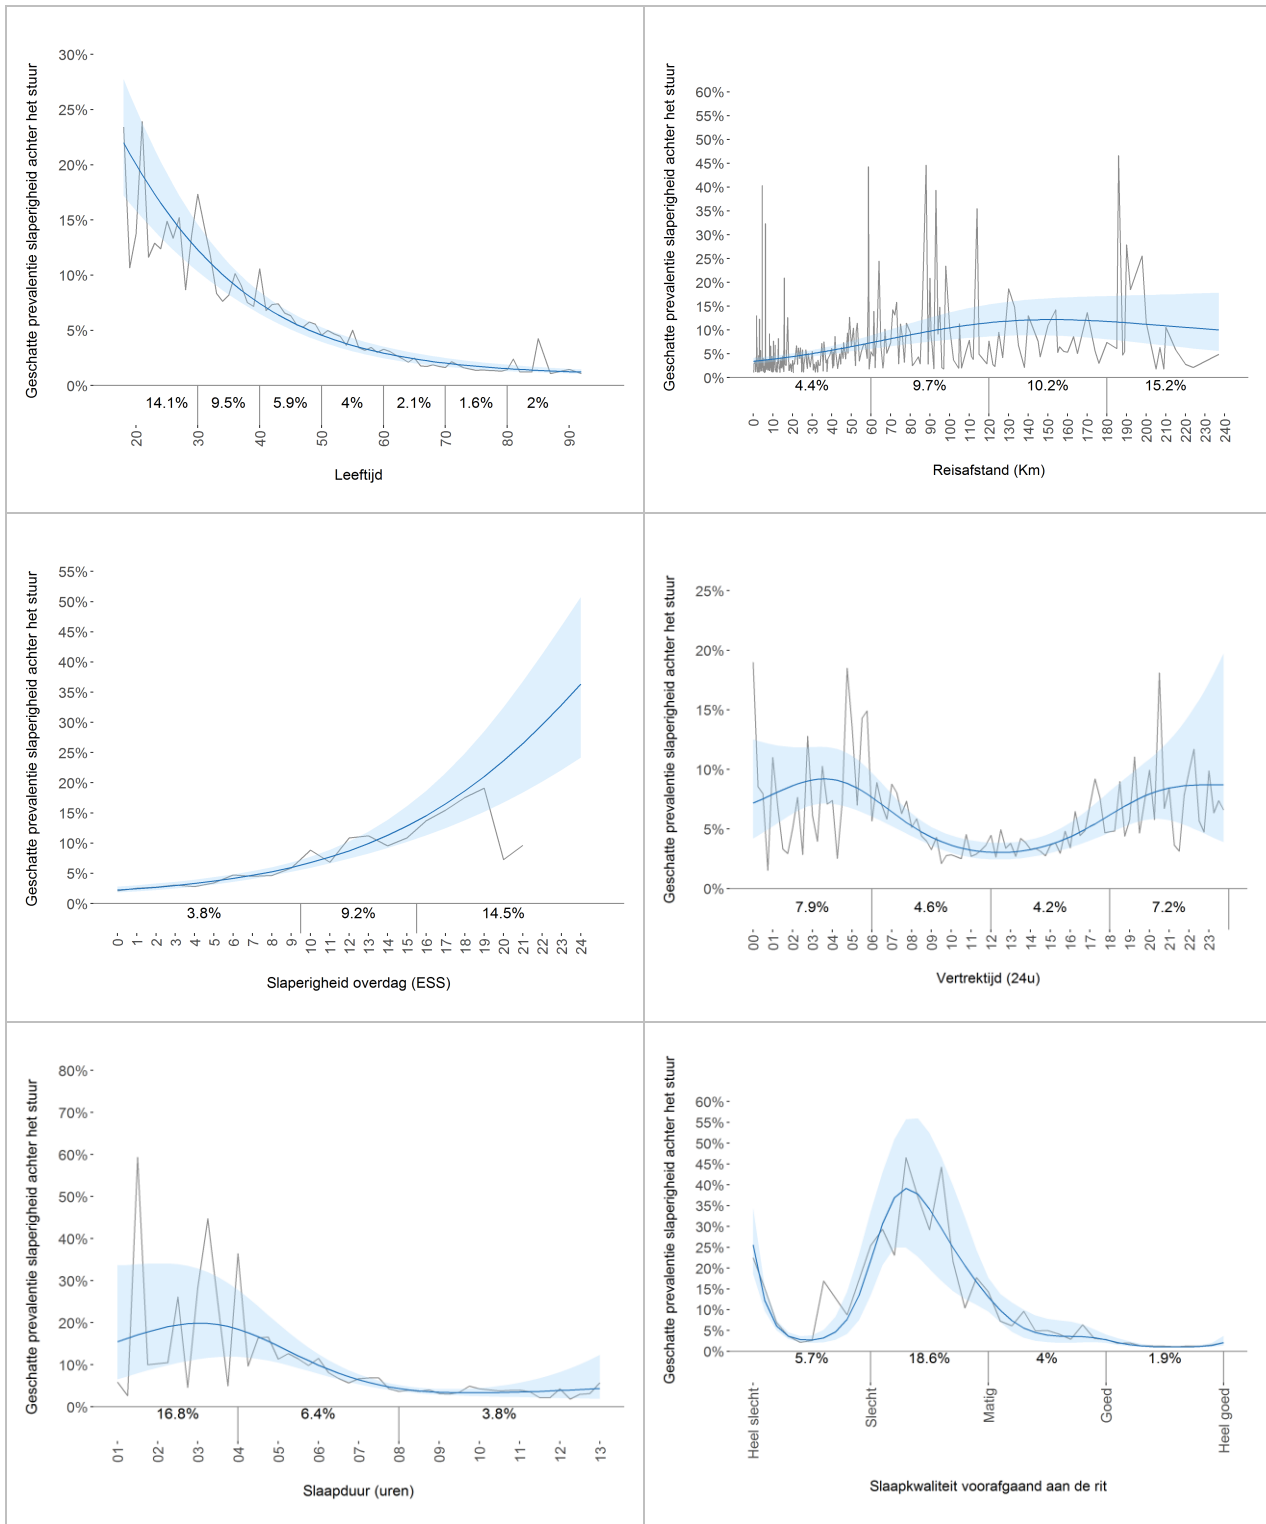 Geschatte prevalentie slaperigheid achter het stuur
30%
25%
20%
15%
10%
5%
0%
14.1% 9.5% 5.9% 4% 2.1% 1.6% 2%
20 30 40 50 60 70 80 90
Leeftijd
Geschatte prevalentie slaperigheid achter het stuur
60%
55%
50%
45%
40%
35%
30%
25%
20%
15%
10%
5%
0%
4.4% 9.7% 10.2% 15.2%
0 10 20 30 40 50 60 70 80 90 100 110 120 130 140 150 160 170 180 190 200 210 220 230 240
Reisafstand (Km)
Geschatte prevalentie slaperigheid achter het stuur
55%
50%
45%
40%
35%
30%
25%
20%
15%
10%
5%
0%
3.8% 9.2% 14.5%
0 1 2 3 4 5 6 7 8 9 10 11 12 13 14 15 16 17 18 19 20 21 22 23 24
Slaperigheid overdag (ESS)
Geschatte prevalentie slaperigheid achter het stuur
25%
20%
15%
10%
5%
0%
7.9% 4.6% 4.2% 7.2%
00 01 02 03 04 05 06 07 08 09 10 11 12 13 14 15 16 17 18 19 20 21 22 23
Vertrektijd (24u)
Geschatte prevalentie slaperigheid achter het stuur
80%
70%
60%
50%
40%
30%
20%
10%
0%
16.8% 6.4% 3.8%
01 02 03 04 05 06 07 08 09 10 11 12 13
Slaapduur (uren)
Geschatte prevalentie slaperigheid achter het stuur
60%
55%
50%
45%
40%
35%
30%
25%
20%
15%
10%
5%
0%
5.7% 18.6% 4% 1.9%
Heel slecht Slecht Matig Goed Heel goed
Slaapkwaliteit voorafgaand aan de rit